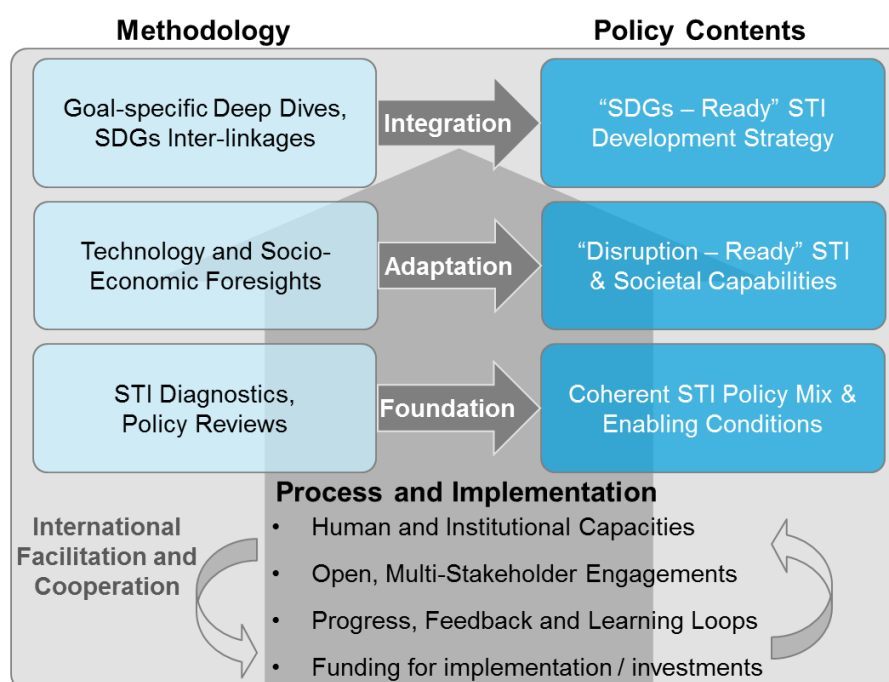 Methodology
Policy Contents
Goal-specific Deep Dives,
SDGs Inter-linkages
Integration
“SDGs – Ready” STI
Development Strategy
Technology and Socio-
Economic Foresights
Adaptation
“Disruption – Ready” STI
& Societal Capabilities
STI Diagnostics,
Policy Reviews
Foundation
Coherent STI Policy Mix &
Enabling Conditions
Process and Implementation
International
Facilitation and
Cooperation
• Human and Institutional Capacities
• Open, Multi-Stakeholder Engagements
• Progress, Feedback and Learning Loops
• Funding for implementation / investments